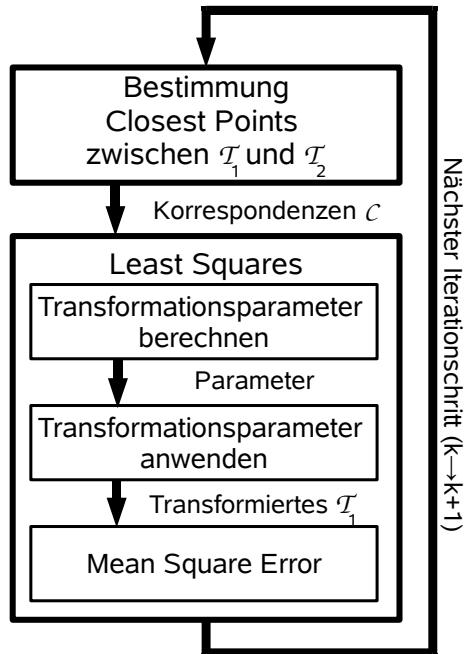 Bestimmung
Closest Points
zwischen 𝒯₁ und 𝒯₂
Korrespondenzen 𝒞
Least Squares
Transformationsparameter
berechnen
Parameter
Transformationsparameter
anwenden
Transformiertes 𝒯₁
Mean Square Error
Nächster Iterationschritt (k→k+1)